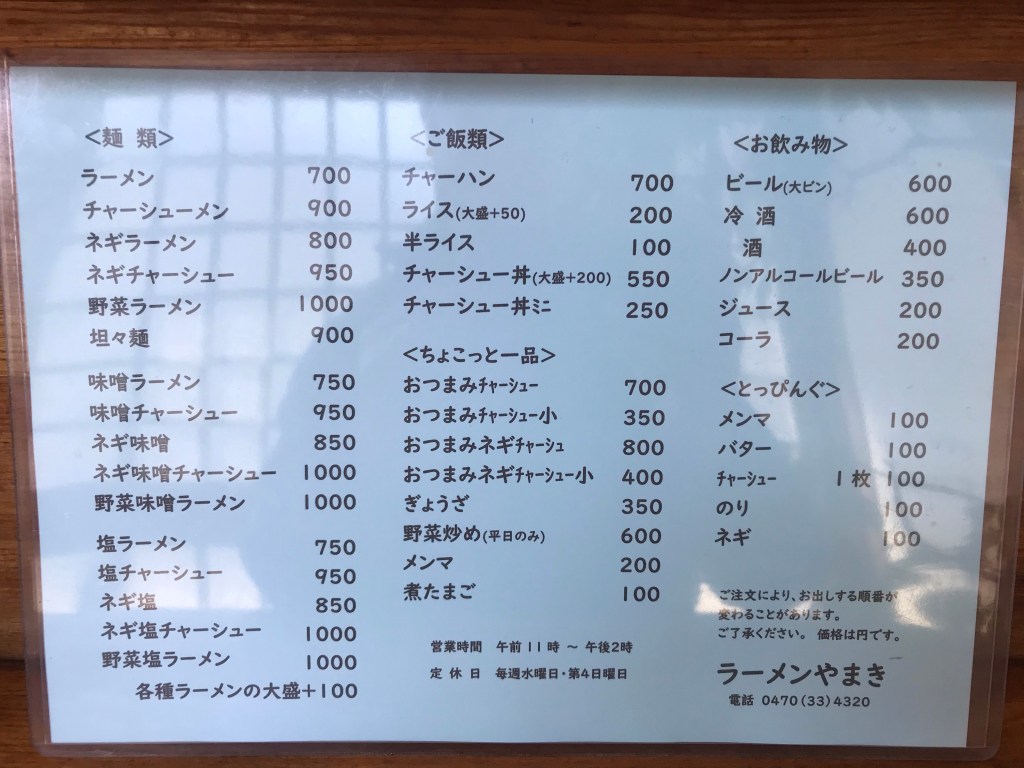 <麺 類>
ラーメン 700
チャーシューメン 900
ネギラーメン 800
ネギチャーシュー 950
野菜ラーメン 1000
坦々麺 900
味噌ラーメン 750
味噌チャーシュー 950
ネギ味噌 850
ネギ味噌チャーシュー 1000
野菜味噌ラーメン 1000
塩ラーメン 750
塩チャーシュー 950
ネギ塩 850
ネギ塩チャーシュー 1000
野菜塩ラーメン 1000
各種ラーメンの大盛+100
<ご飯類>
チャーハン 700
ライス(大盛+50) 200
半ライス 100
チャーシュー丼(大盛+200) 550
チャーシュー丼ミニ 250
<ちょこっと一品>
おつまみチャーシュー 700
おつまみチャーシュー小 350
おつまみネギチャーシュ 800
おつまみネギチャーシュー小 400
ぎょうざ 350
野菜炒め(平日のみ) 600
メンマ 200
煮たまご 100
営業時間 午前11時 ～ 午後2時
定 休 日 毎週水曜日・第4日曜日
<お飲み物>
ビール(大ビン) 600
冷 酒 600
酒 400
ノンアルコールビール 350
ジュース 200
コーラ 200
<とっぴんぐ>
メンマ 100
バター 100
チャーシュー 1枚 100
のり 100
ネギ 100
ご注文により、お出しする順番が
変わることがあります。
ご了承ください。 価格は円です。
ラーメンやまき
電話 0470(33)4320